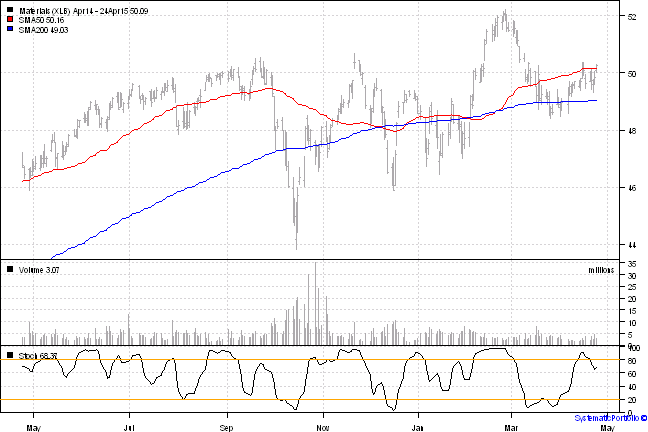 Materials (XLB) Apr14 - 24Apr15 50.09
SMA50 50.16
SMA200 49.03
52
50
48
46
44
Volume 3.07
millions
35
30
25
20
15
10
5
0
Stoch 68.37
100
80
60
40
20
0
May
Jul
Sep
Nov
Jan
Mar
May
SystematicPortfolio ©